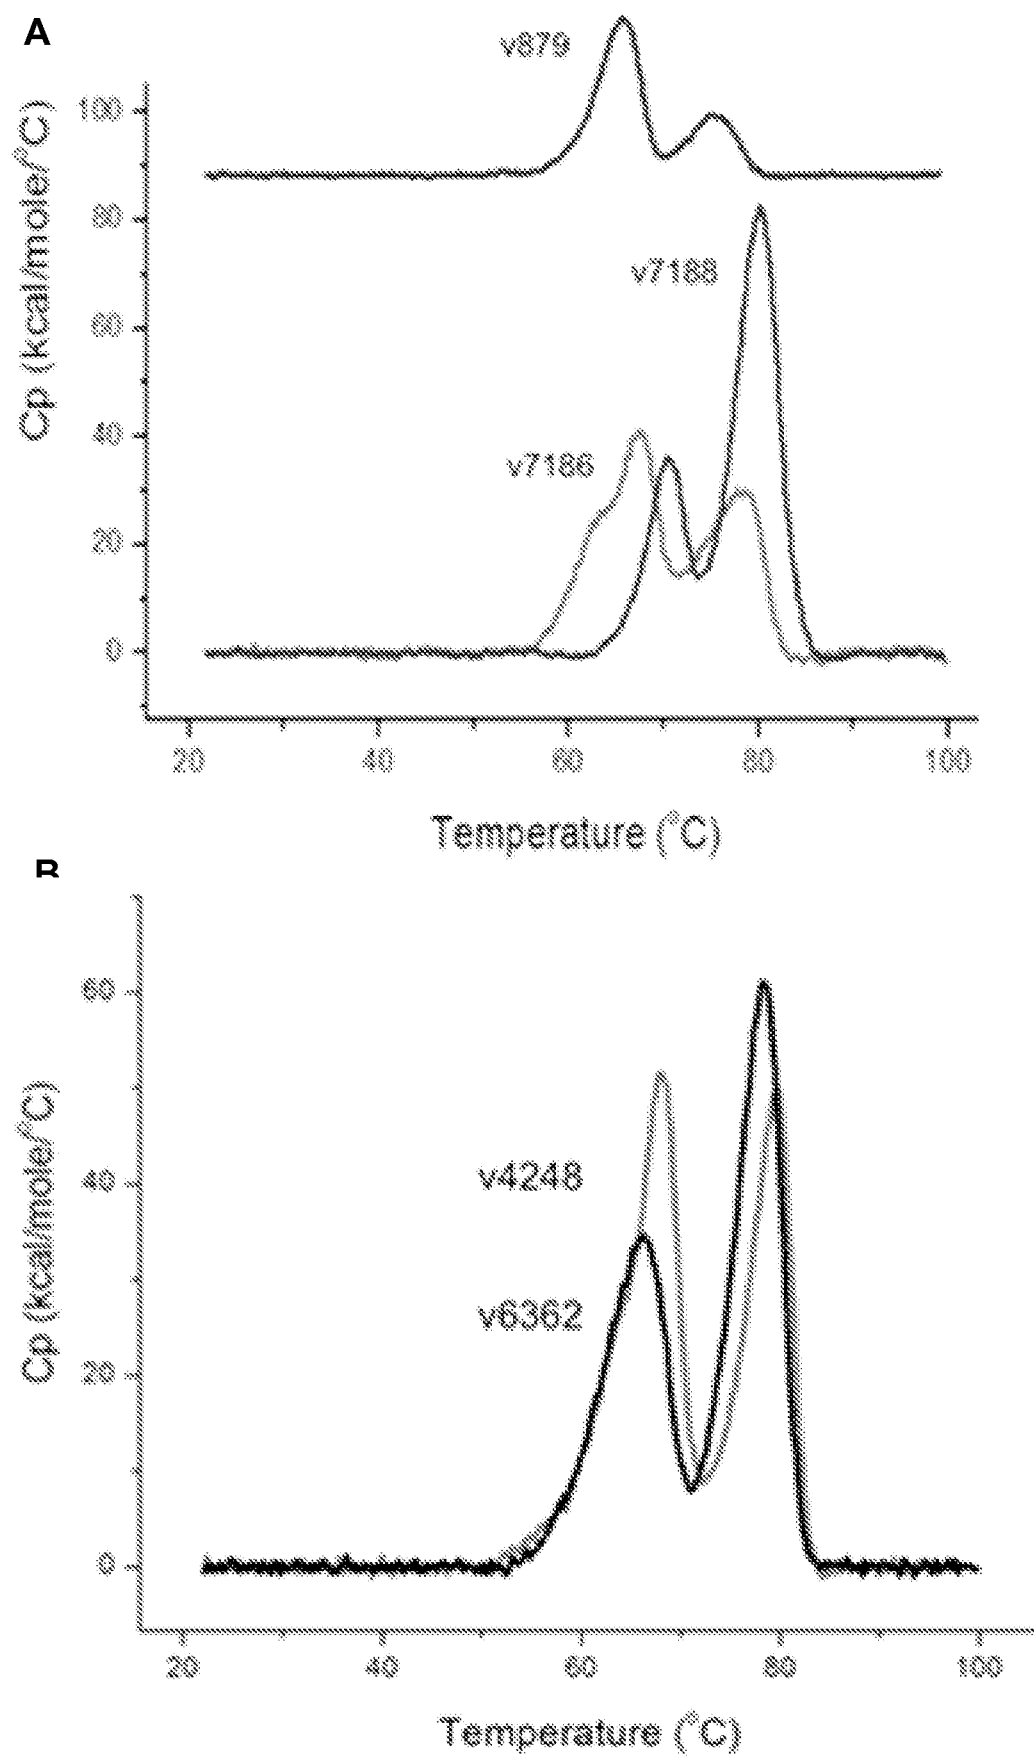 A
v879
100
80
v7188
60
40
v7186
20
0
Cp (kcal/mole/°C)
20 40 60 80 100
Temperature (°C)
B
60
v4248
40
v6362
20
0
Cp (kcal/mole/°C)
20 40 60 80 100
Temperature (°C)